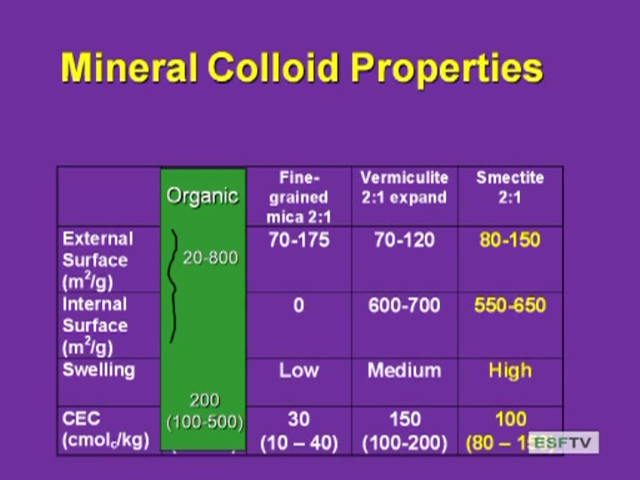 Mineral Colloid Properties
Organic
Fine-
grained
mica 2:1
Vermiculite
2:1 expand
Smectite
2:1
External
Surface
(m²/g)
20-800
70-175
70-120
80-150
Internal
Surface
(m²/g)
0
600-700
550-650
Swelling
Low
Medium
High
CEC
(cmolc/kg)
200
(100-500)
30
(10 – 40)
150
(100-200)
100
(80 –
ESFTV